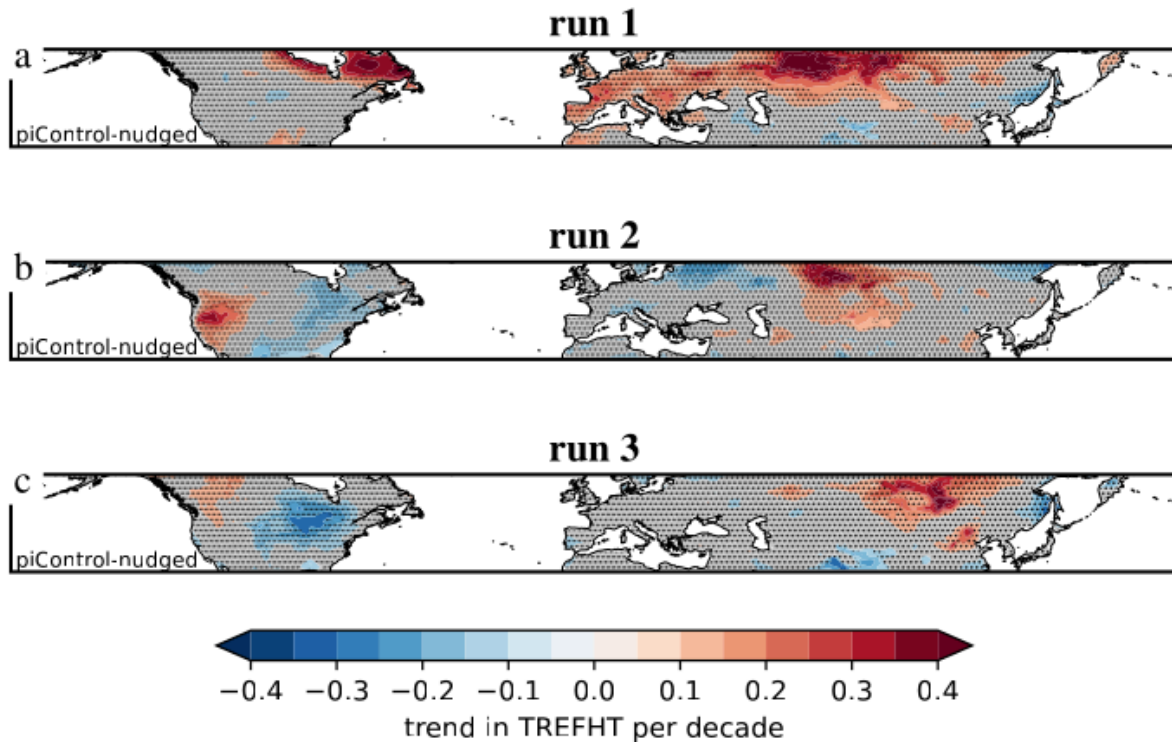 run 1
a
piControl-nudged
run 2
b
piControl-nudged
run 3
c
piControl-nudged
−0.4 −0.3 −0.2 −0.1 0.0 0.1 0.2 0.3 0.4
trend in TREFHT per decade